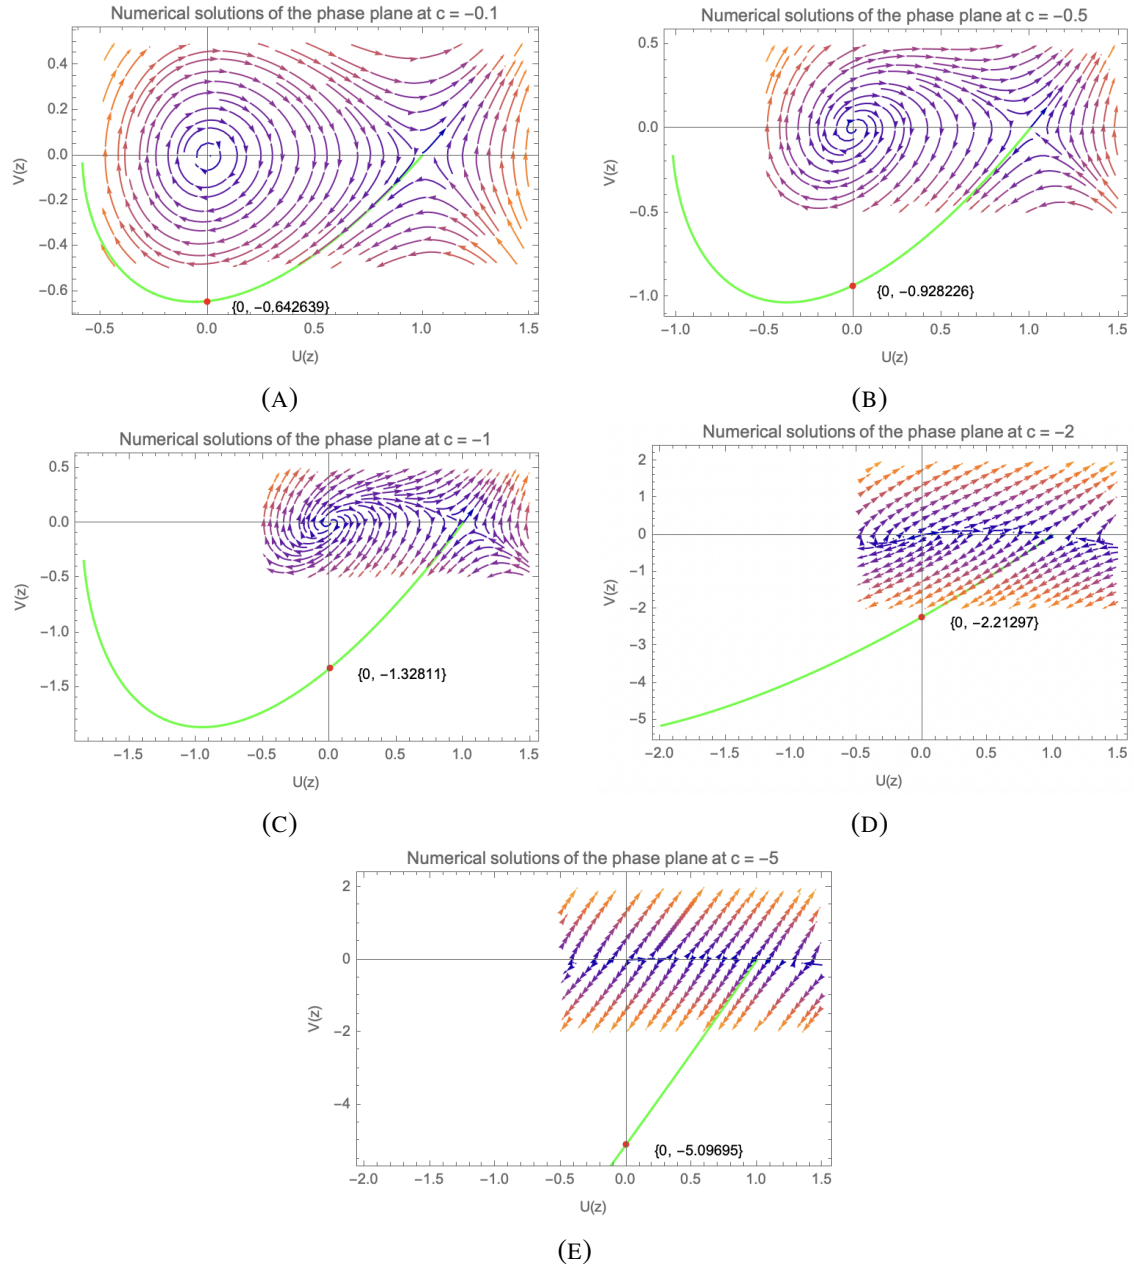 Numerical solutions of the phase plane at c = −0.1
V(z)
0.4
0.2
0.0
−0.2
−0.4
−0.6
{0, −0.642639}
−0.5 0.0 0.5 1.0 1.5
U(z)
(A)
Numerical solutions of the phase plane at c = −0.5
V(z)
0.5
0.0
−0.5
−1.0
{0, −0.928226}
−1.0 −0.5 0.0 0.5 1.0 1.5
U(z)
(B)
Numerical solutions of the phase plane at c = −1
V(z)
0.5
0.0
−0.5
−1.0
−1.5
{0, −1.32811}
−1.5 −1.0 −0.5 0.0 0.5 1.0 1.5
U(z)
(C)
Numerical solutions of the phase plane at c = −2
V(z)
2
1
0
−1
−2
−3
−4
−5
{0, −2.21297}
−2.0 −1.5 −1.0 −0.5 0.0 0.5 1.0 1.5
U(z)
(D)
Numerical solutions of the phase plane at c = −5
V(z)
2
0
−2
−4
{0, −5.09695}
−2.0 −1.5 −1.0 −0.5 0.0 0.5 1.0 1.5
U(z)
(E)